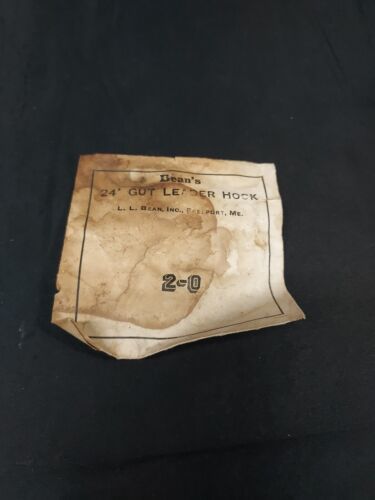 Bean's
24" GUT LEADER HOOK
L. L. BEAN, INC., FREEPORT, ME.
2-0